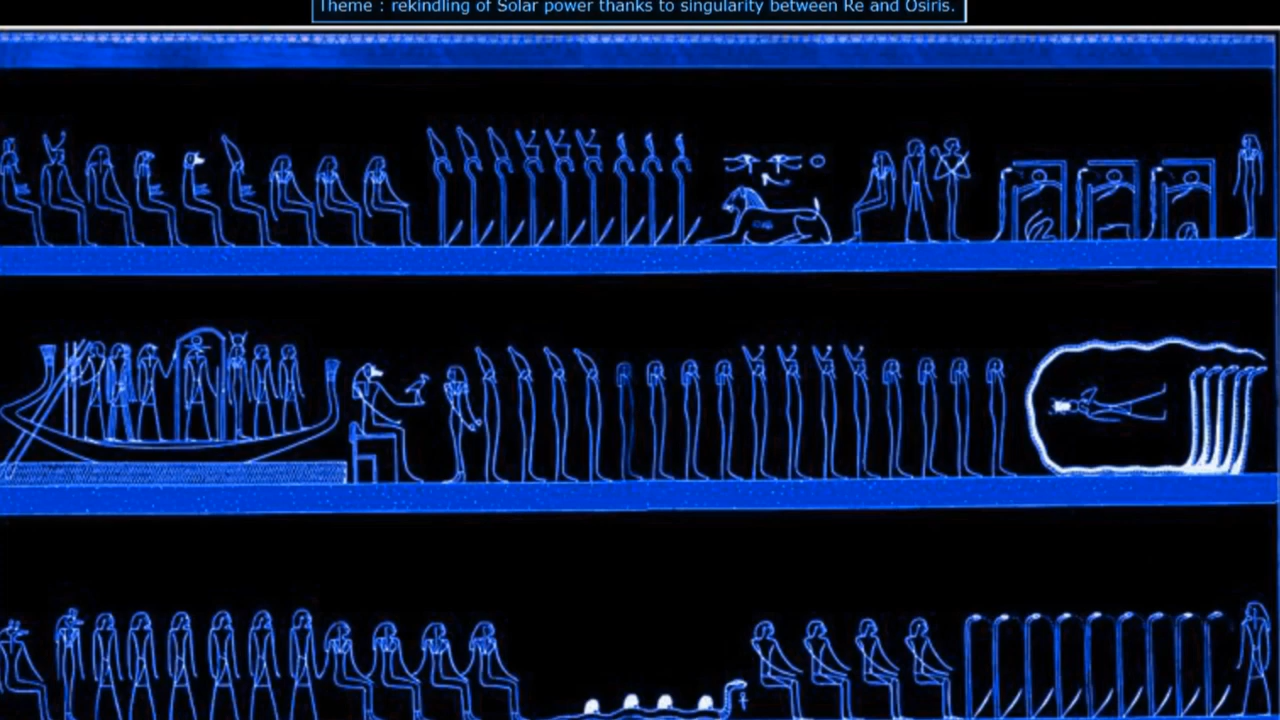 Theme : rekindling of Solar power thanks to singularity between Re and Osiris.